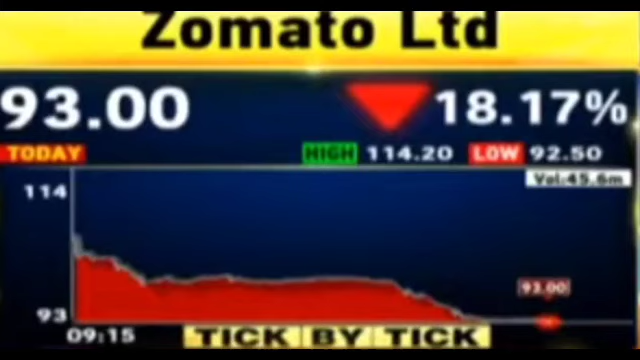 Zomato Ltd
93.00 18.17%
TODAY HIGH 114.20 LOW 92.50
Vol:45.6m
114
93.00
93
09:15 TICK BY TICK